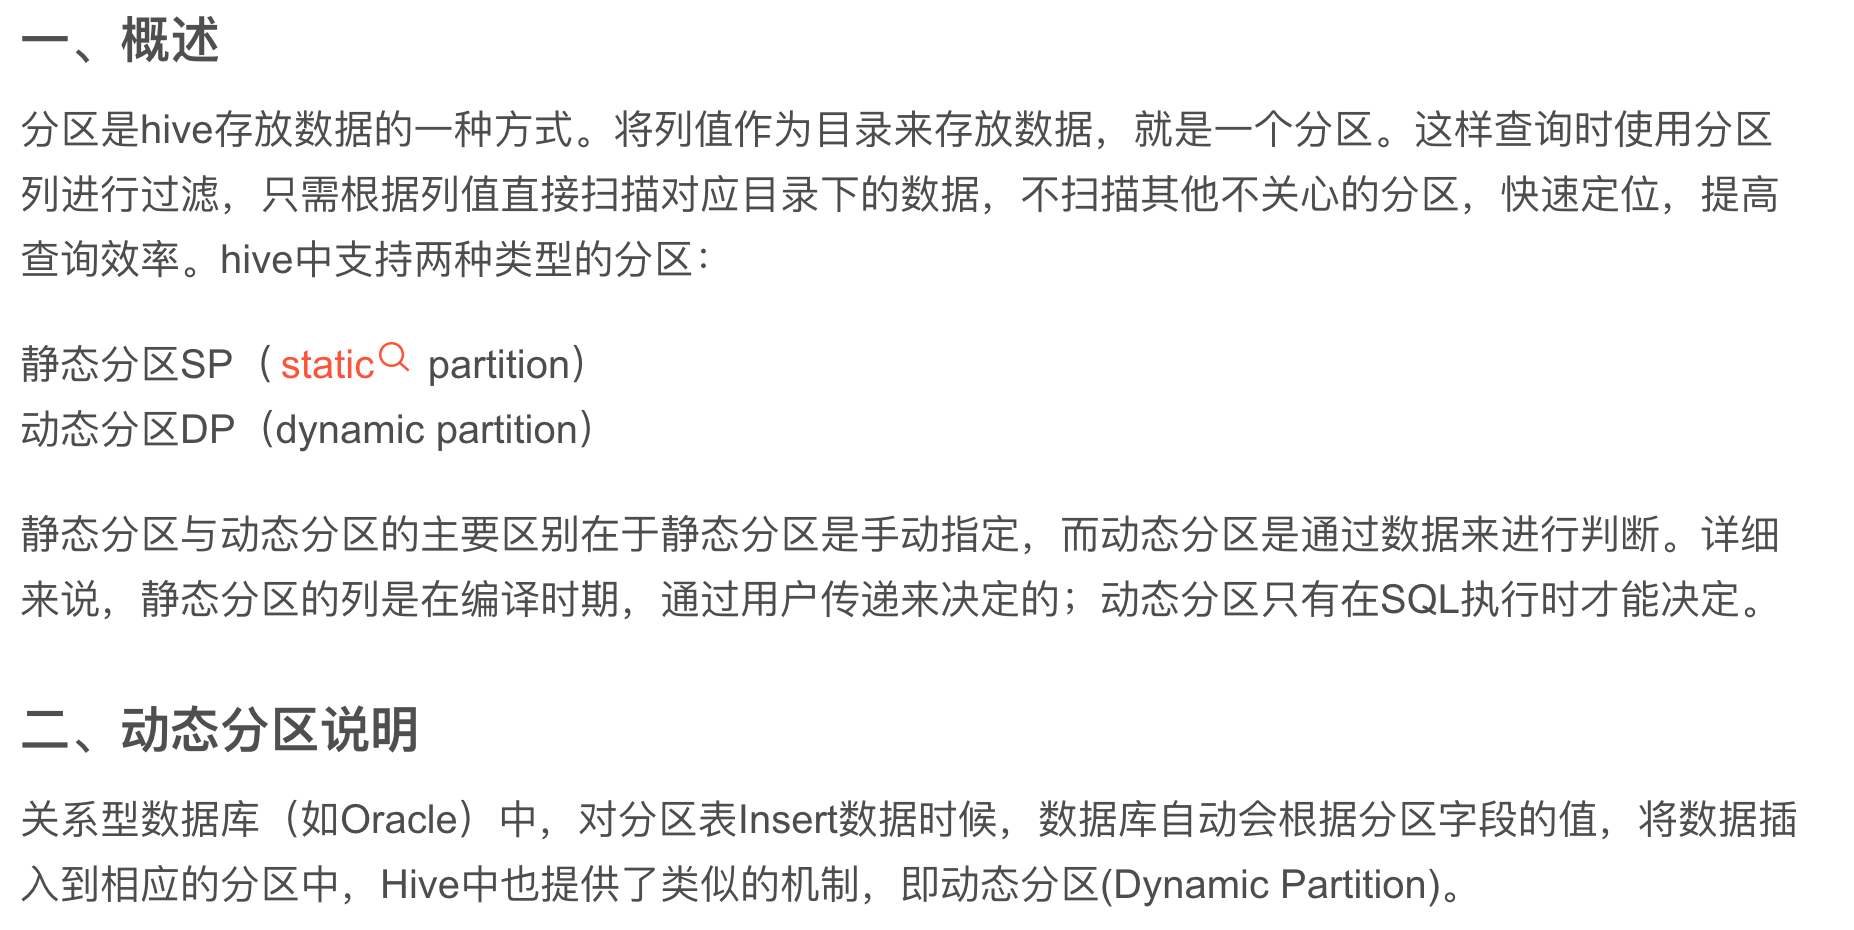 一、概述
分区是hive存放数据的一种方式。将列值作为目录来存放数据，就是一个分区。这样查询时使用分区
列进行过滤，只需根据列值直接扫描对应目录下的数据，不扫描其他不关心的分区，快速定位，提高
查询效率。hive中支持两种类型的分区：
静态分区SP（static partition）
动态分区DP（dynamic partition）
静态分区与动态分区的主要区别在于静态分区是手动指定，而动态分区是通过数据来进行判断。详细
来说，静态分区的列是在编译时期，通过用户传递来决定的；动态分区只有在SQL执行时才能决定。
二、动态分区说明
关系型数据库（如Oracle）中，对分区表Insert数据时候，数据库自动会根据分区字段的值，将数据插
入到相应的分区中，Hive中也提供了类似的机制，即动态分区(Dynamic Partition)。